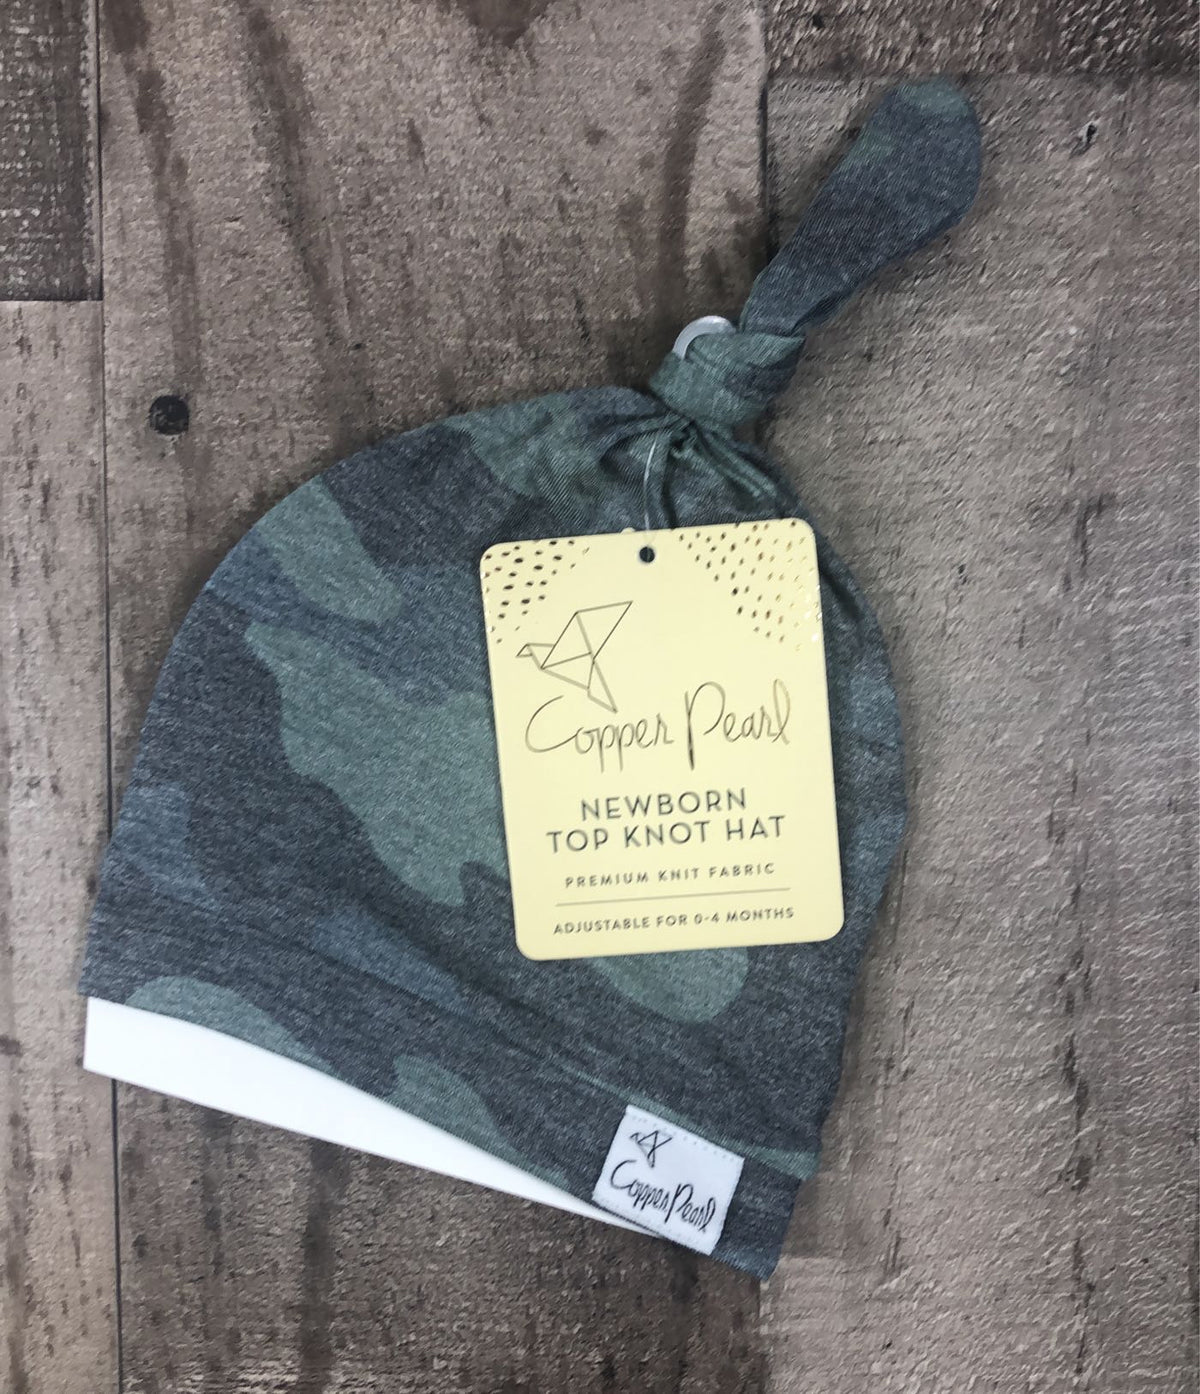 Copper Pearl
NEWBORN
TOP KNOT HAT
PREMIUM KNIT FABRIC
ADJUSTABLE FOR 0-4 MONTHS
Copper Pearl